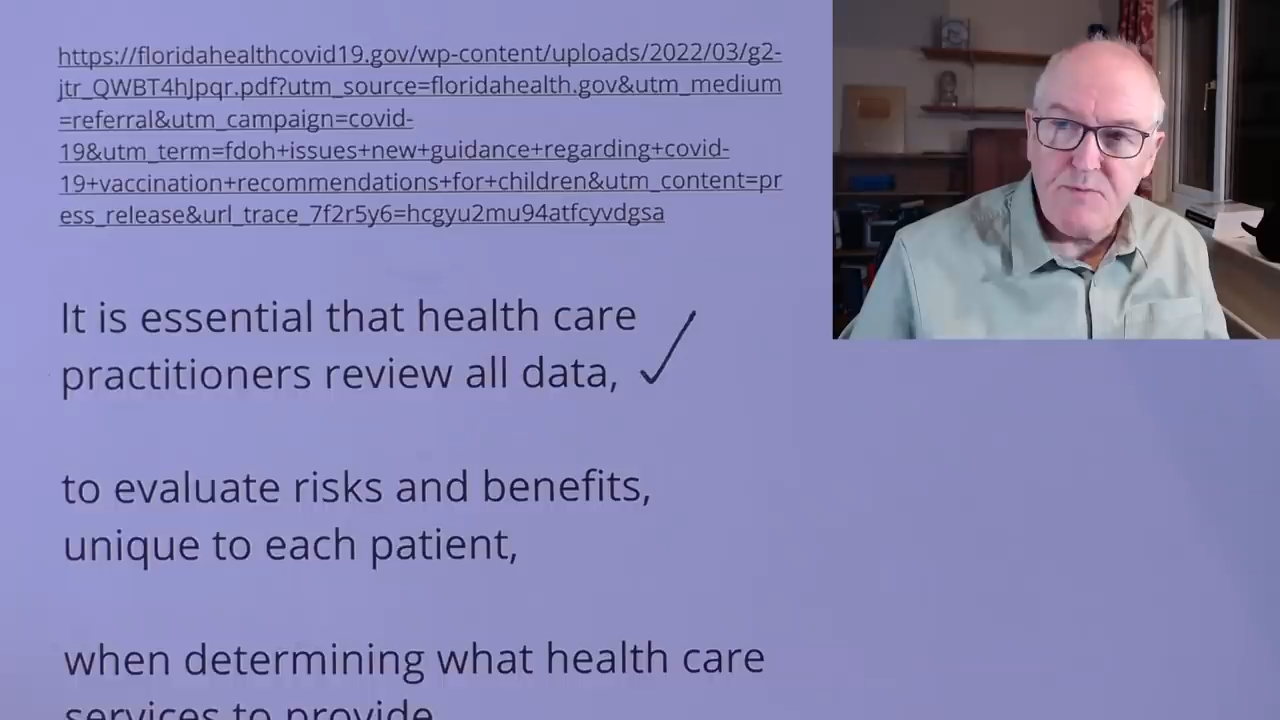 https://floridahealthcovid19.gov/wp-content/uploads/2022/03/g2-
jtr_QWBT4hJpqr.pdf?utm_source=floridahealth.gov&utm_medium
=referral&utm_campaign=covid-
19&utm_term=fdoh+issues+new+guidance+regarding+covid-
19+vaccination+recommendations+for+children&utm_content=pr
ess_release&url_trace_7f2r5y6=hcgyu2mu94atfcyvdgsa
It is essential that health care
practitioners review all data,
to evaluate risks and benefits,
unique to each patient,
when determining what health care
services to provide